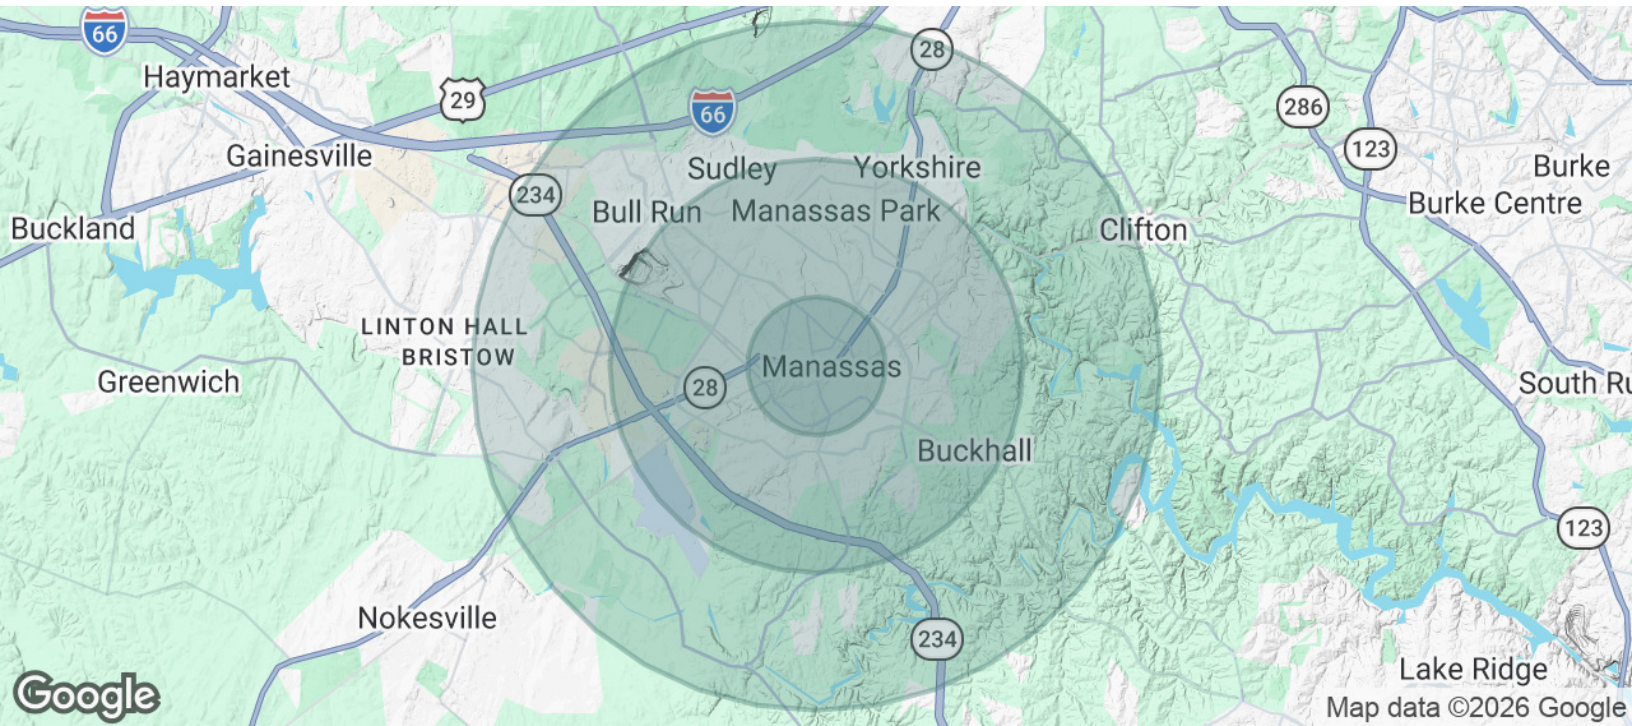 66
28
Haymarket
29
66
286
123
Gainesville
Sudley
Yorkshire
Burke
234
Bull Run
Manassas Park
Burke Centre
Buckland
Clifton
LINTON HALL
BRISTOW
Manassas
Greenwich
28
South Ru
Buckhall
123
Nokesville
234
Lake Ridge
Google
Map data ©2026 Google